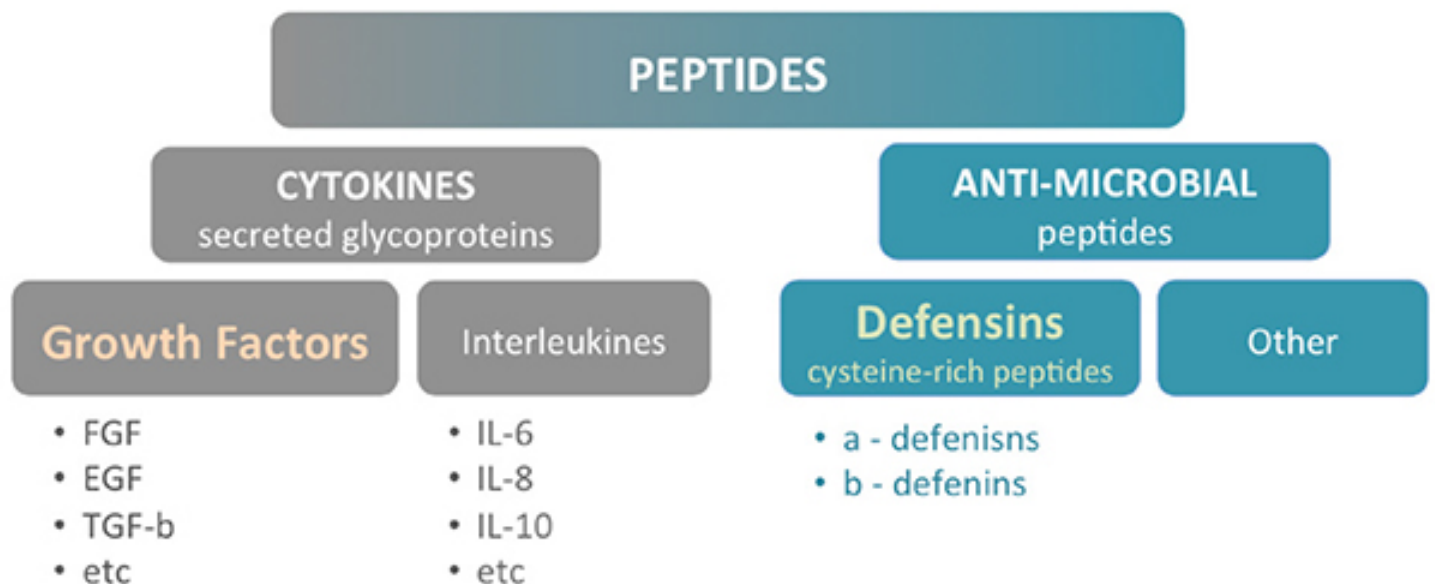 PEPTIDES
CYTOKINES
secreted glycoproteins
ANTI-MICROBIAL
peptides
Growth Factors
Interleukines
Defensins
cysteine-rich peptides
Other
• FGF
• EGF
• TGF-b
• etc
• IL-6
• IL-8
• IL-10
• etc
• a - defenisns
• b - defenins